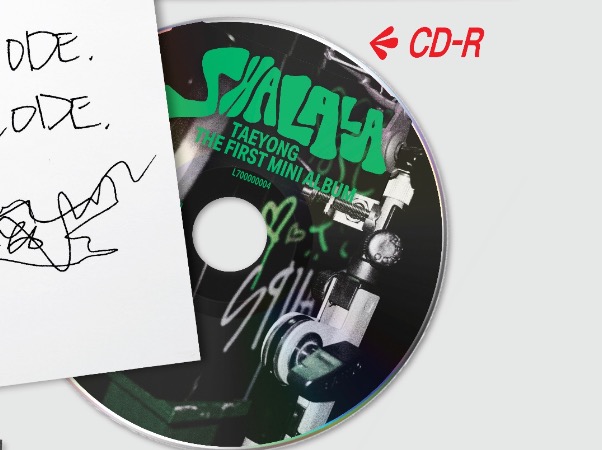 ODE.
ODE.
CD-R
SHALALA
TAEYONG
THE FIRST MINI ALBUM
L700000004